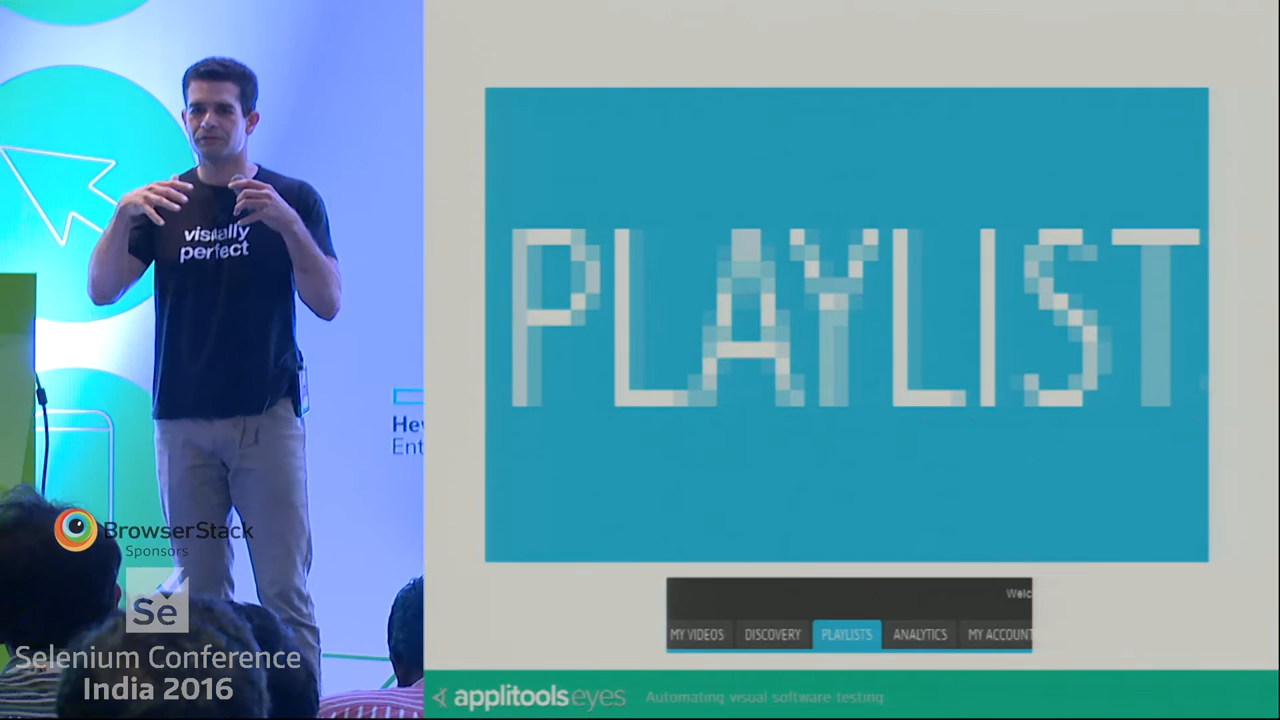 visually
perfect
BrowserStack
Sponsors
Se
Selenium Conference
India 2016
PLAYLIST
Welc
MY VIDEOS DISCOVERY PLAYLISTS ANALYTICS MY ACCOUNT
applitools eyes Automating visual software testing